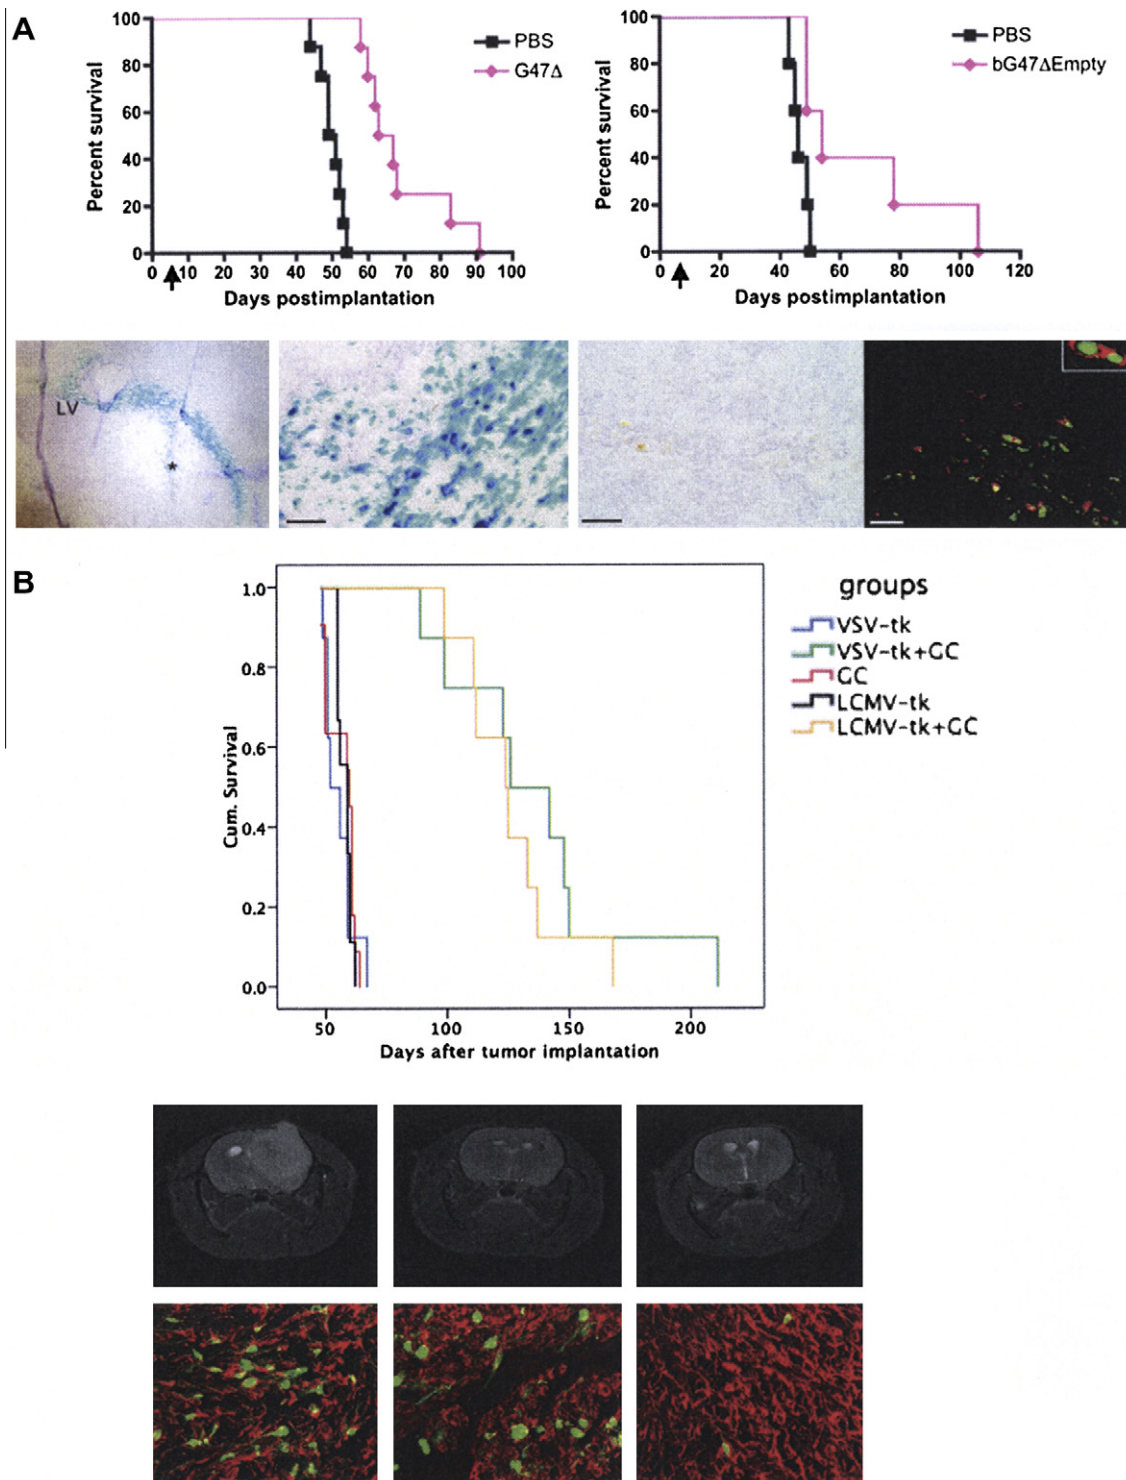 A
100
80
60
40
20
0
Percent survival
0 10 20 30 40 50 60 70 80 90 100
Days postimplantation
PBS
G47Δ
100
80
60
40
20
0
Percent survival
0 20 40 60 80 100 120
Days postimplantation
PBS
bG47ΔEmpty
LV
*
B
1.0
0.8
0.6
0.4
0.2
0.0
Cum. Survival
50 100 150 200
Days after tumor implantation
groups
VSV-tk
VSV-tk+GC
GC
LCMV-tk
LCMV-tk+GC